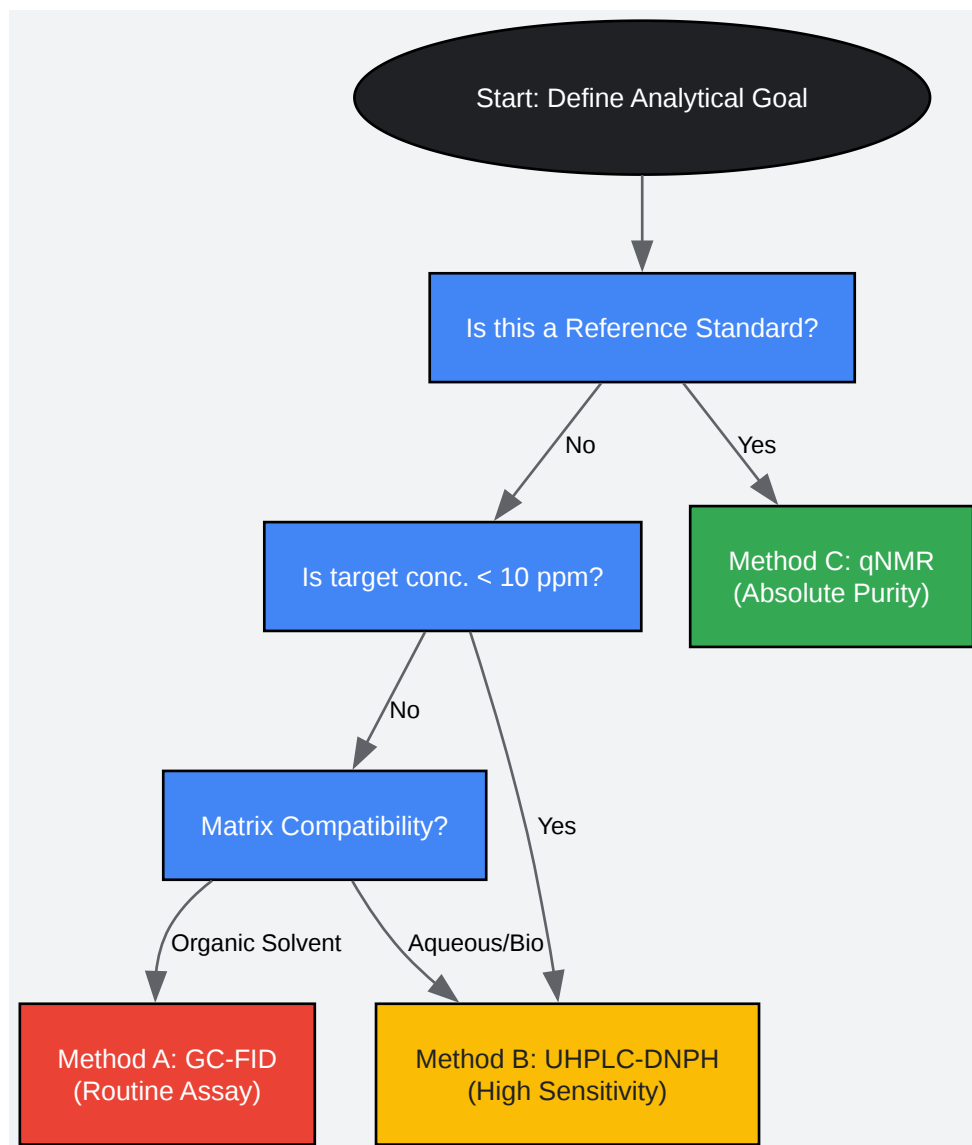 Start: Define Analytical Goal
Is this a Reference Standard?
No
Yes
Is target conc. < 10 ppm?
Method C: qNMR
(Absolute Purity)
No
Matrix Compatibility?
Yes
Organic Solvent
Aqueous/Bio
Method A: GC-FID
(Routine Assay)
Method B: UHPLC-DNPH
(High Sensitivity)